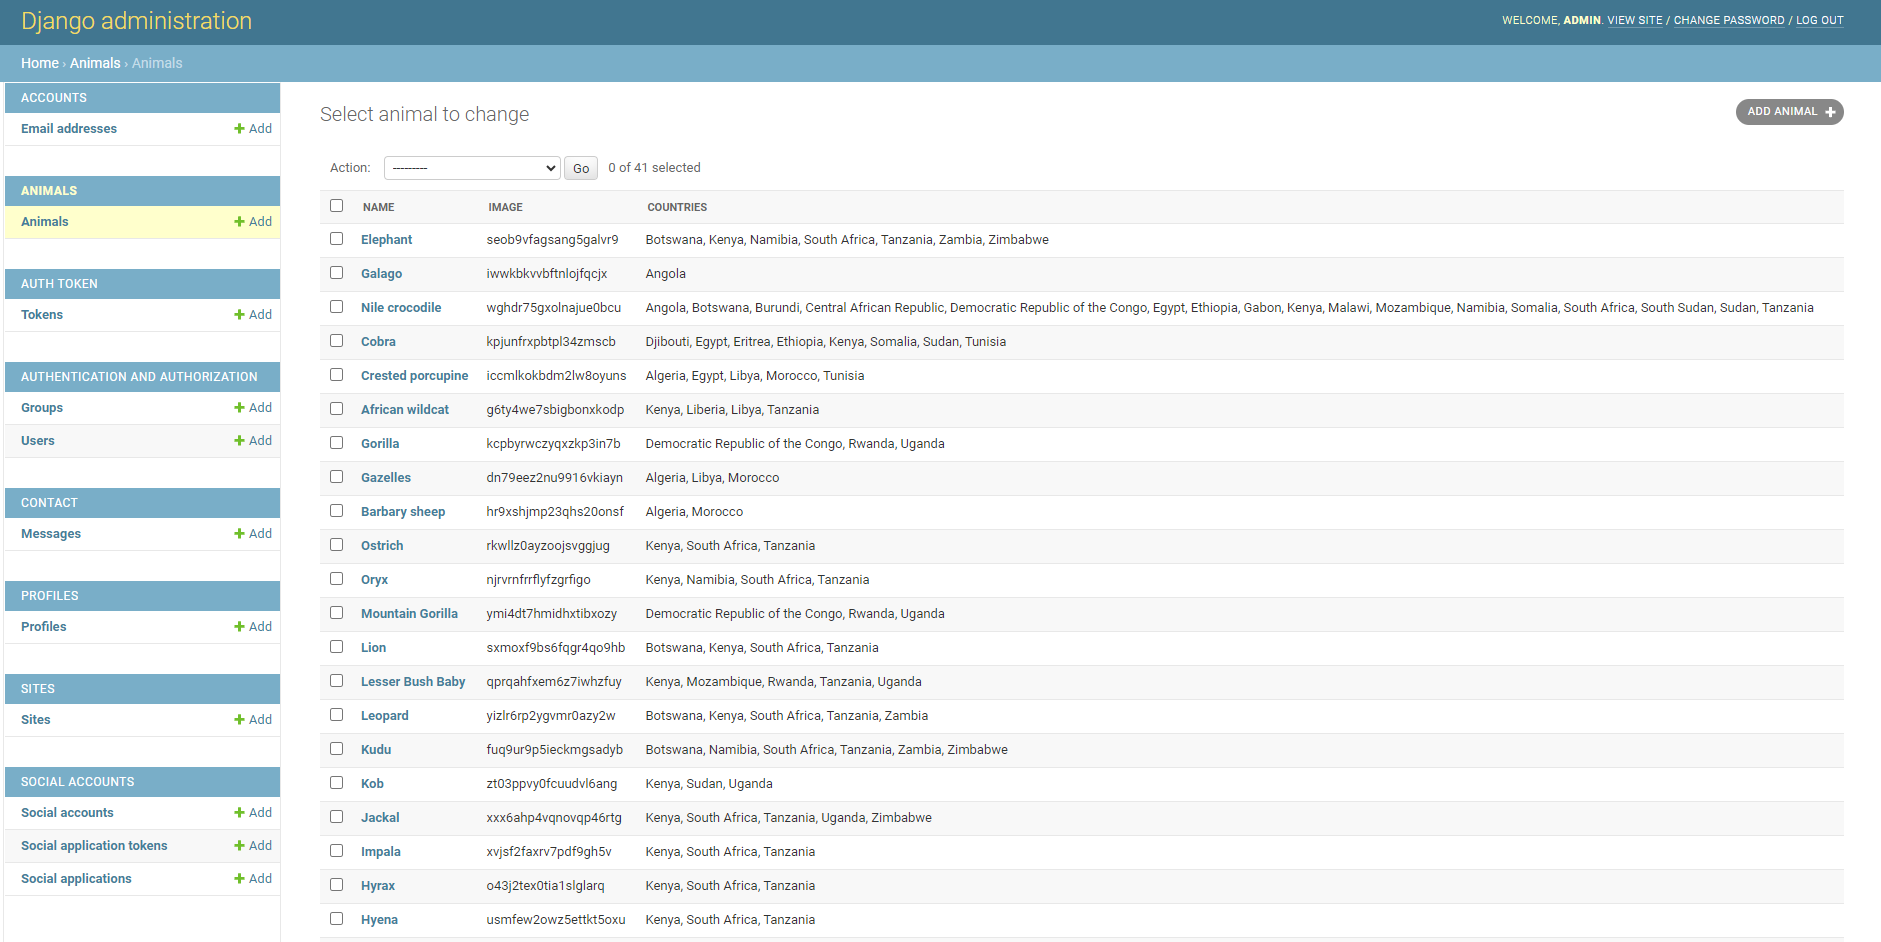 Django administration
WELCOME, ADMIN. VIEW SITE / CHANGE PASSWORD / LOG OUT
Home › Animals › Animals
ACCOUNTS
Email addresses Add
ANIMALS
Animals Add
AUTH TOKEN
Tokens Add
AUTHENTICATION AND AUTHORIZATION
Groups Add
Users Add
CONTACT
Messages Add
PROFILES
Profiles Add
SITES
Sites Add
SOCIAL ACCOUNTS
Social accounts Add
Social application tokens Add
Social applications Add
Select animal to change
ADD ANIMAL
Action: --------- Go 0 of 41 selected
NAME IMAGE COUNTRIES
Elephant seob9vfagsang5galvr9 Botswana, Kenya, Namibia, South Africa, Tanzania, Zambia, Zimbabwe
Galago iwwkbkvvbftnlojfqcjx Angola
Nile crocodile wghdr75gxolnajue0bcu Angola, Botswana, Burundi, Central African Republic, Democratic Republic of the Congo, Egypt, Ethiopia, Gabon, Kenya, Malawi, Mozambique, Namibia, Somalia, South Africa, South Sudan, Sudan, Tanzania
Cobra kpjunfrxpbtpl34zmscb Djibouti, Egypt, Eritrea, Ethiopia, Kenya, Somalia, Sudan, Tunisia
Crested porcupine iccmlkokbdm2lw8oyuns Algeria, Egypt, Libya, Morocco, Tunisia
African wildcat g6ty4we7sbigbonxkodp Kenya, Liberia, Libya, Tanzania
Gorilla kcpbyrwczyqxzkp3in7b Democratic Republic of the Congo, Rwanda, Uganda
Gazelles dn79eez2nu9916vkiayn Algeria, Libya, Morocco
Barbary sheep hr9xshjmp23qhs20onsf Algeria, Morocco
Ostrich rkwllz0ayzoojsvggjug Kenya, South Africa, Tanzania
Oryx njrvrnfrrflyfzgrfigo Kenya, Namibia, South Africa, Tanzania
Mountain Gorilla ymi4dt7hmidhxtibxozy Democratic Republic of the Congo, Rwanda, Uganda
Lion sxmoxf9bs6fqgr4qo9hb Botswana, Kenya, South Africa, Tanzania
Lesser Bush Baby qprqahfxem6z7iwhzfuy Kenya, Mozambique, Rwanda, Tanzania, Uganda
Leopard yizlr6rp2ygvmr0azy2w Botswana, Kenya, South Africa, Tanzania, Zambia
Kudu fuq9ur9p5ieckmgsadyb Botswana, Namibia, South Africa, Tanzania, Zambia, Zimbabwe
Kob zt03ppvy0fcuudvl6ang Kenya, Sudan, Uganda
Jackal xxx6ahp4vqnovqp46rtg Kenya, South Africa, Tanzania, Uganda, Zimbabwe
Impala xvjsf2faxrv7pdf9gh5v Kenya, South Africa, Tanzania
Hyrax o43j2tex0tia1slglarq Kenya, South Africa, Tanzania
Hyena usmfew2owz5ettkt5oxu Kenya, South Africa, Tanzania